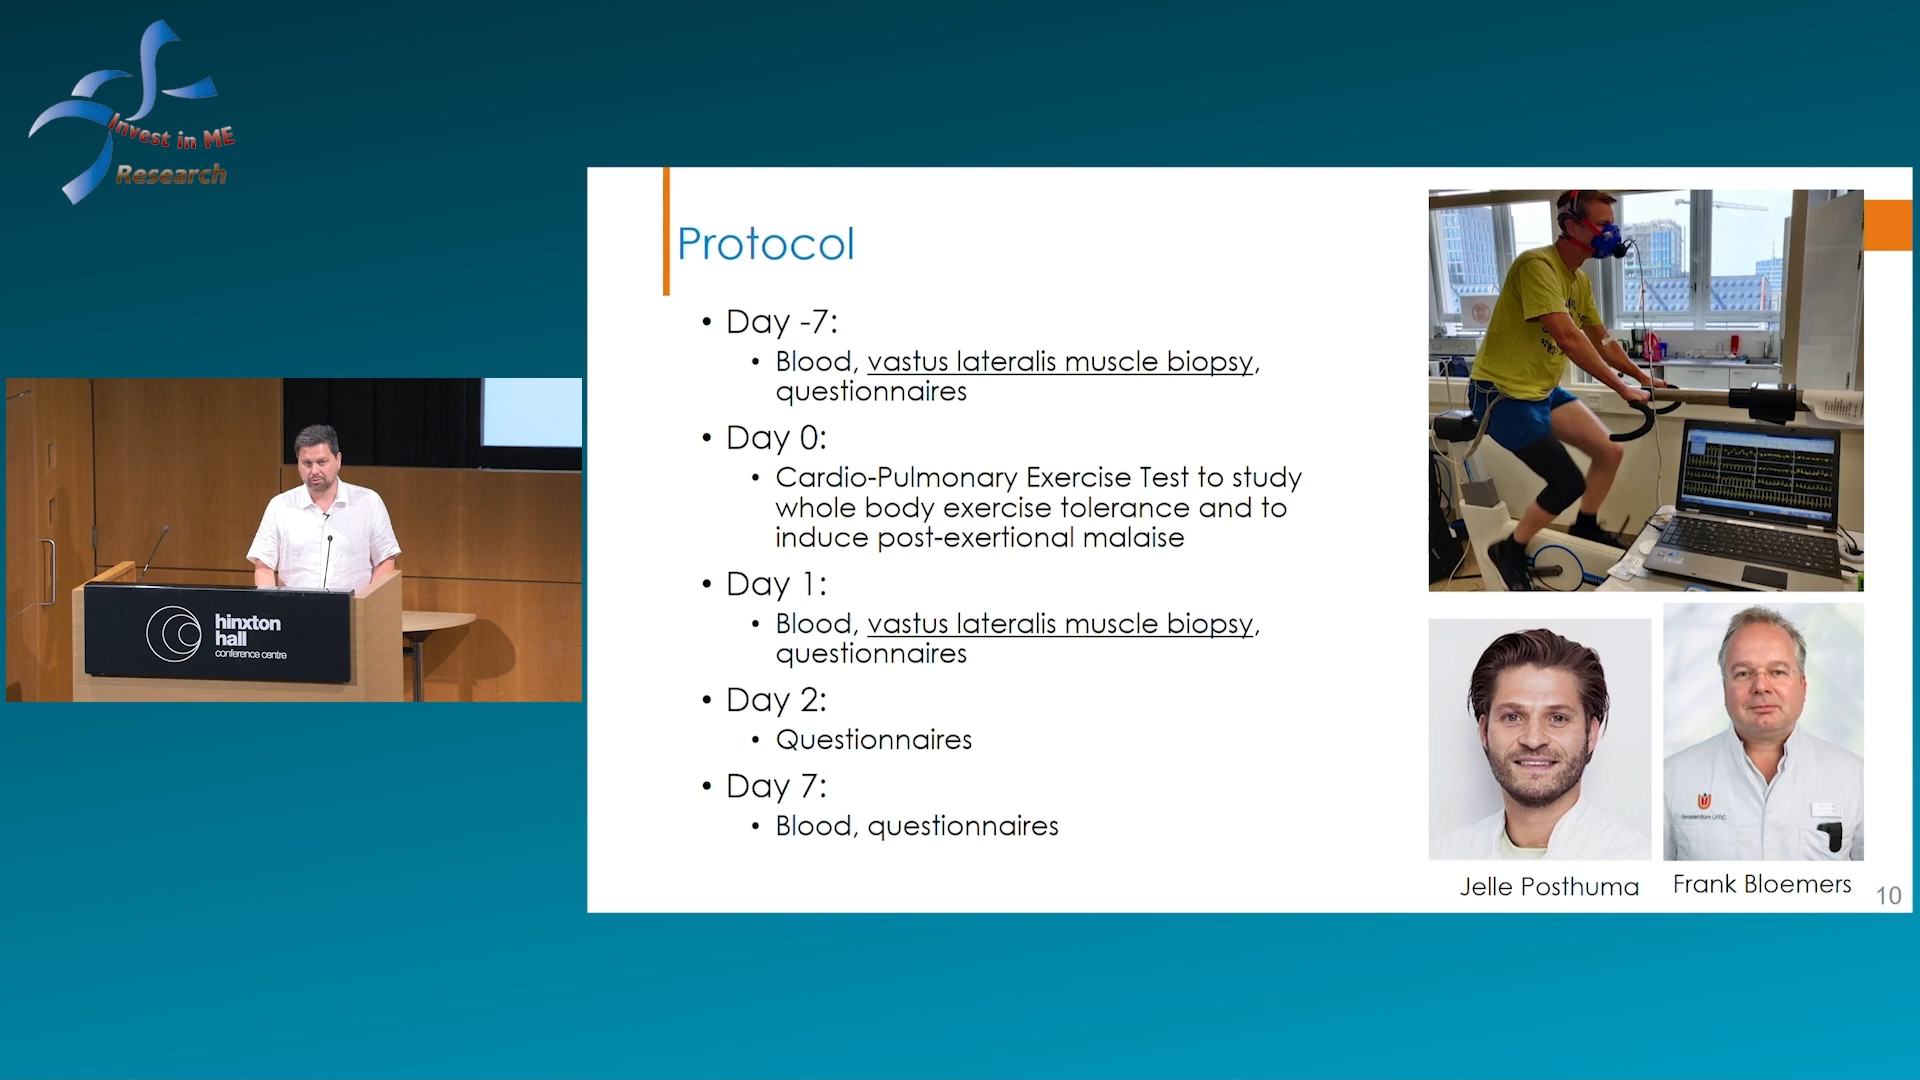 Invest in ME
Research
hinxton
hall
conference centre
Protocol
• Day -7:
• Blood, vastus lateralis muscle biopsy,
questionnaires
• Day 0:
• Cardio-Pulmonary Exercise Test to study
whole body exercise tolerance and to
induce post-exertional malaise
• Day 1:
• Blood, vastus lateralis muscle biopsy,
questionnaires
• Day 2:
• Questionnaires
• Day 7:
• Blood, questionnaires
Amsterdam UMC
Jelle Posthuma
Frank Bloemers
10